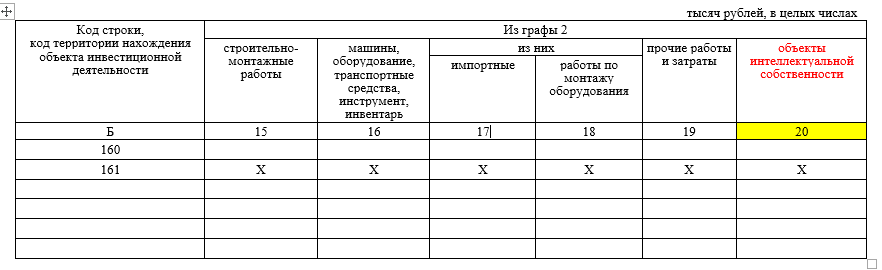 тысяч рублей, в целых числах
Код строки,
код территории нахождения
объекта инвестиционной
деятельности
Из графы 2
строительно-
монтажные
работы
машины,
оборудование,
транспортные
средства,
инструмент,
инвентарь
из них
импортные
работы по
монтажу
оборудования
прочие работы
и затраты
объекты
интеллектуальной
собственности
Б 15 16 17 18 19 20
160
161 X X X X X X